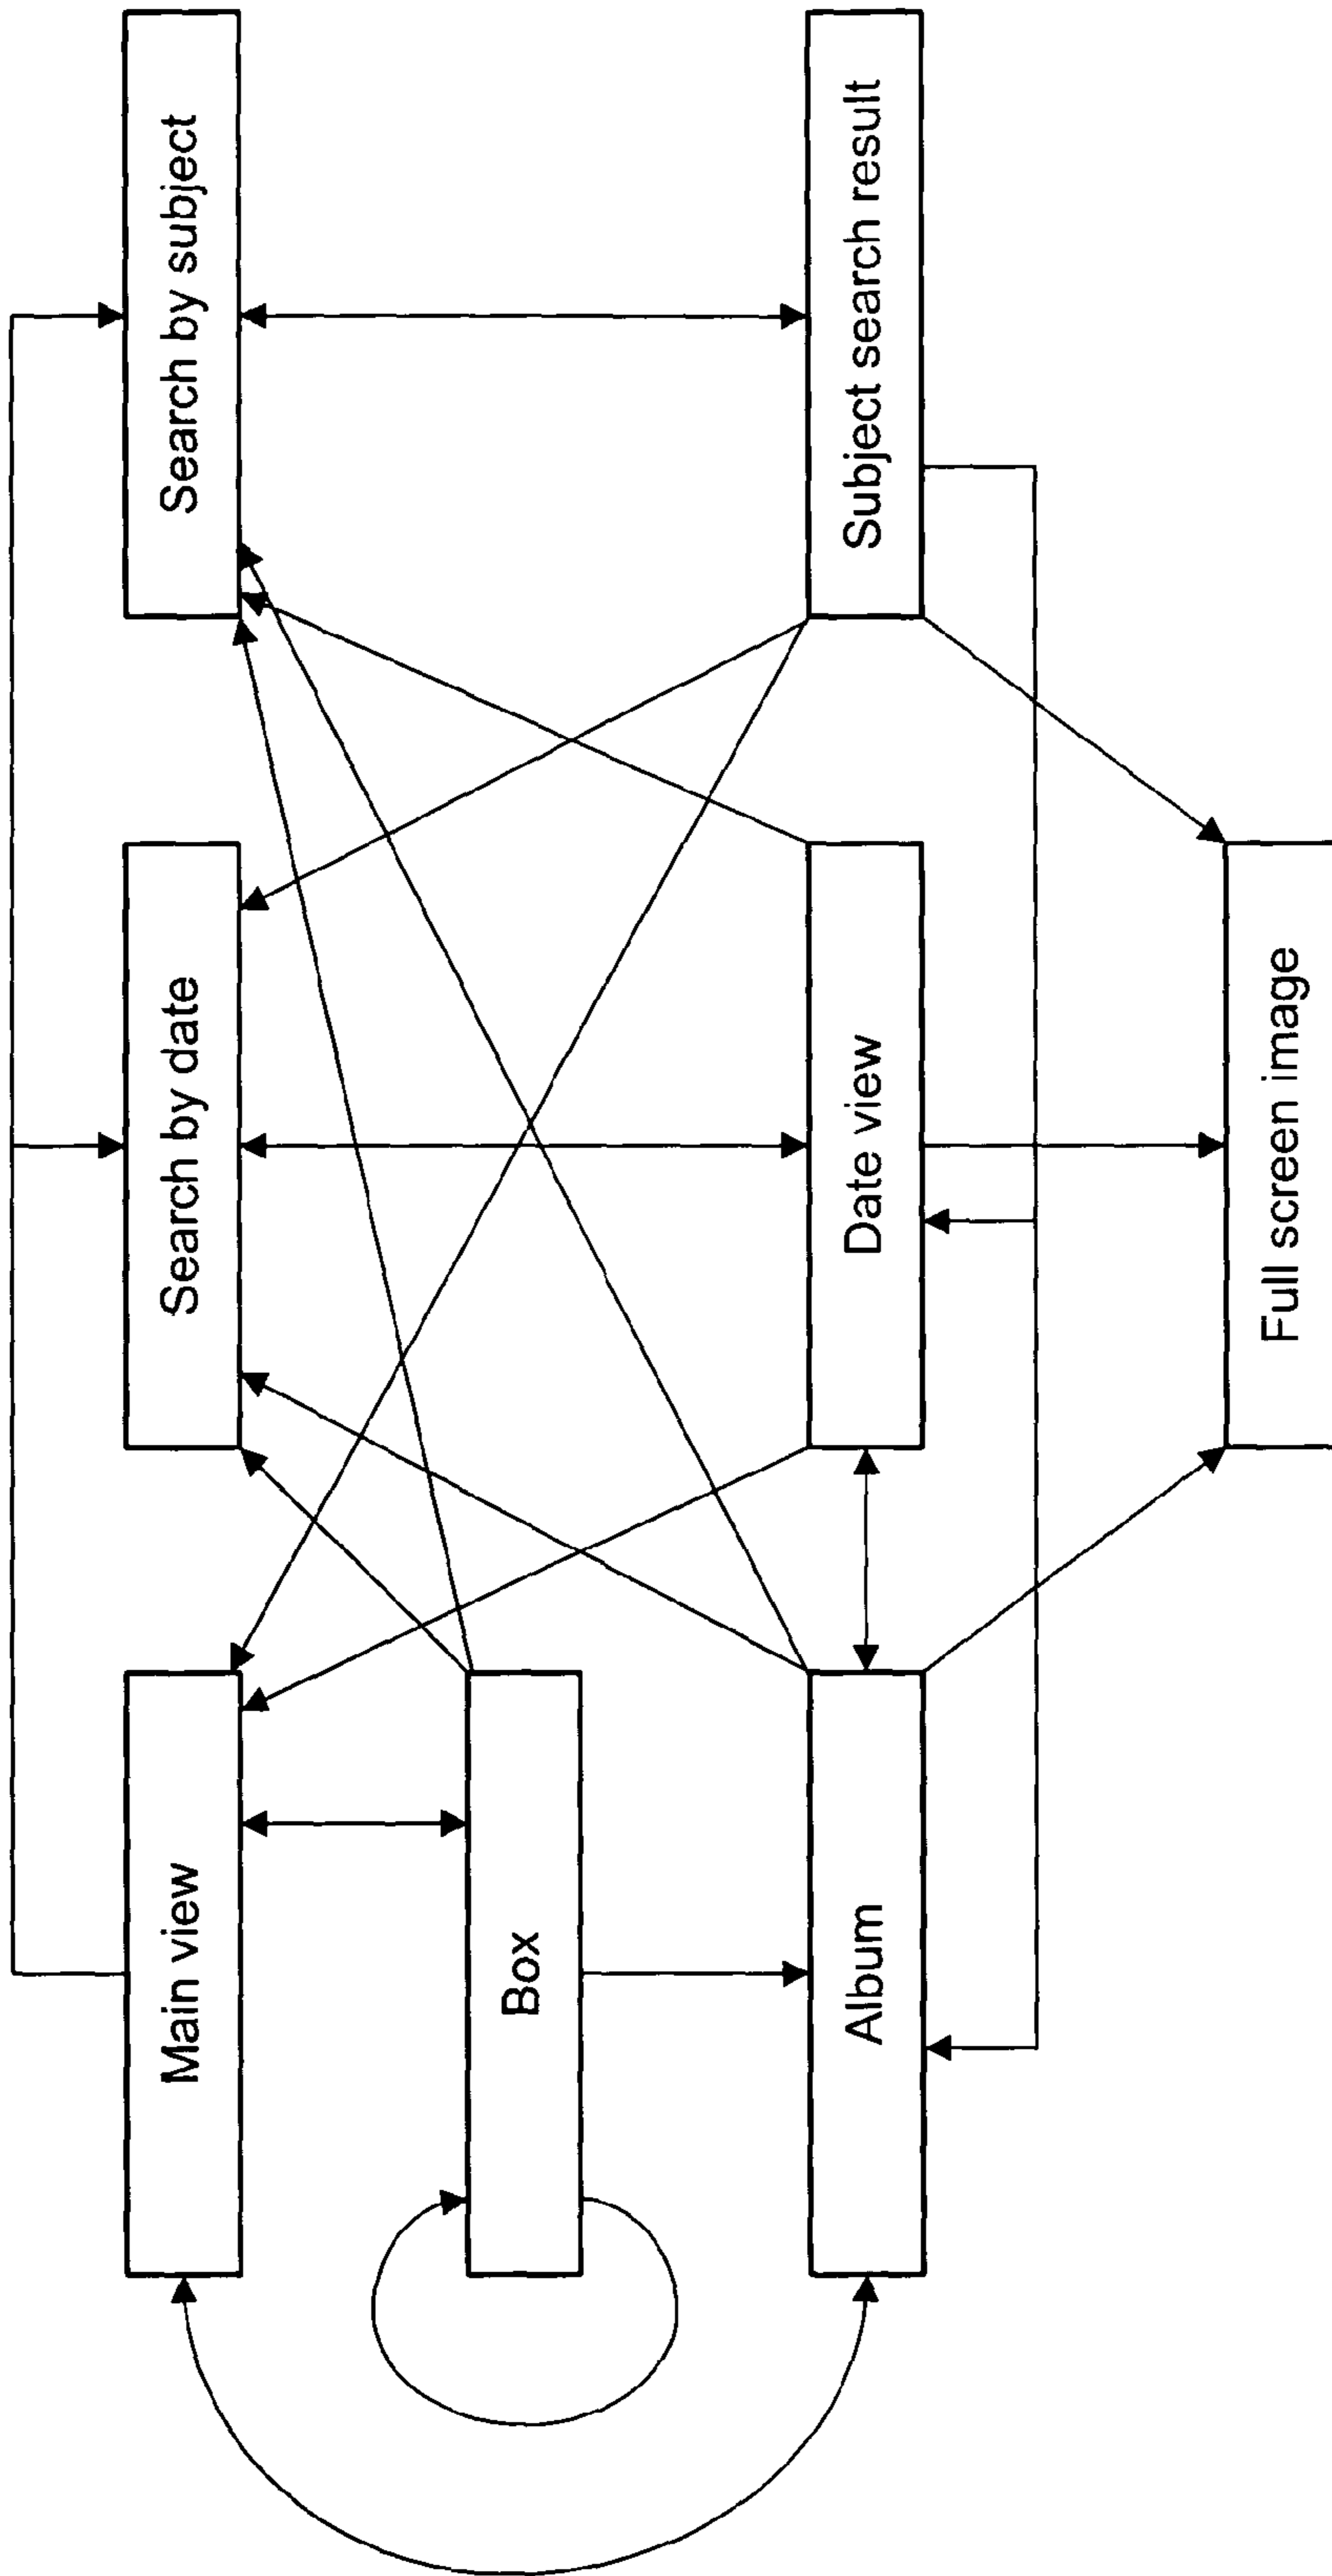 Main view
Search by date
Search by subject
Box
Album
Date view
Subject search result
Full screen image